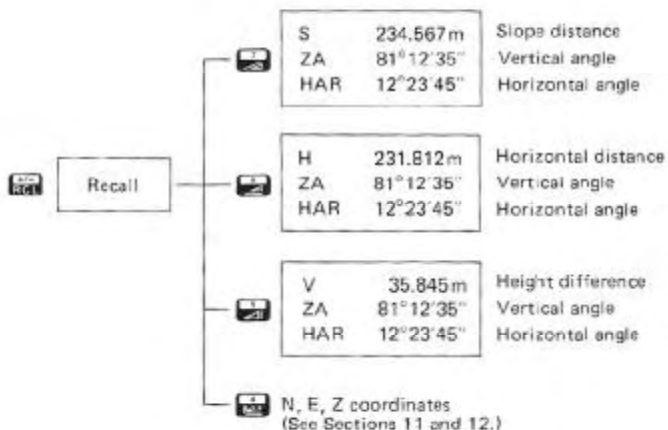 S 234.567m Slope distance
ZA 81°12'35" Vertical angle
HAR 12°23'45" Horizontal angle
H 231.812m Horizontal distance
ZA 81°12'35" Vertical angle
HAR 12°23'45" Horizontal angle
RCL Recall
V 35.845m Height difference
ZA 81°12'35" Vertical angle
HAR 12°23'45" Horizontal angle
N, E, Z coordinates
(See Sections 11 and 12.)